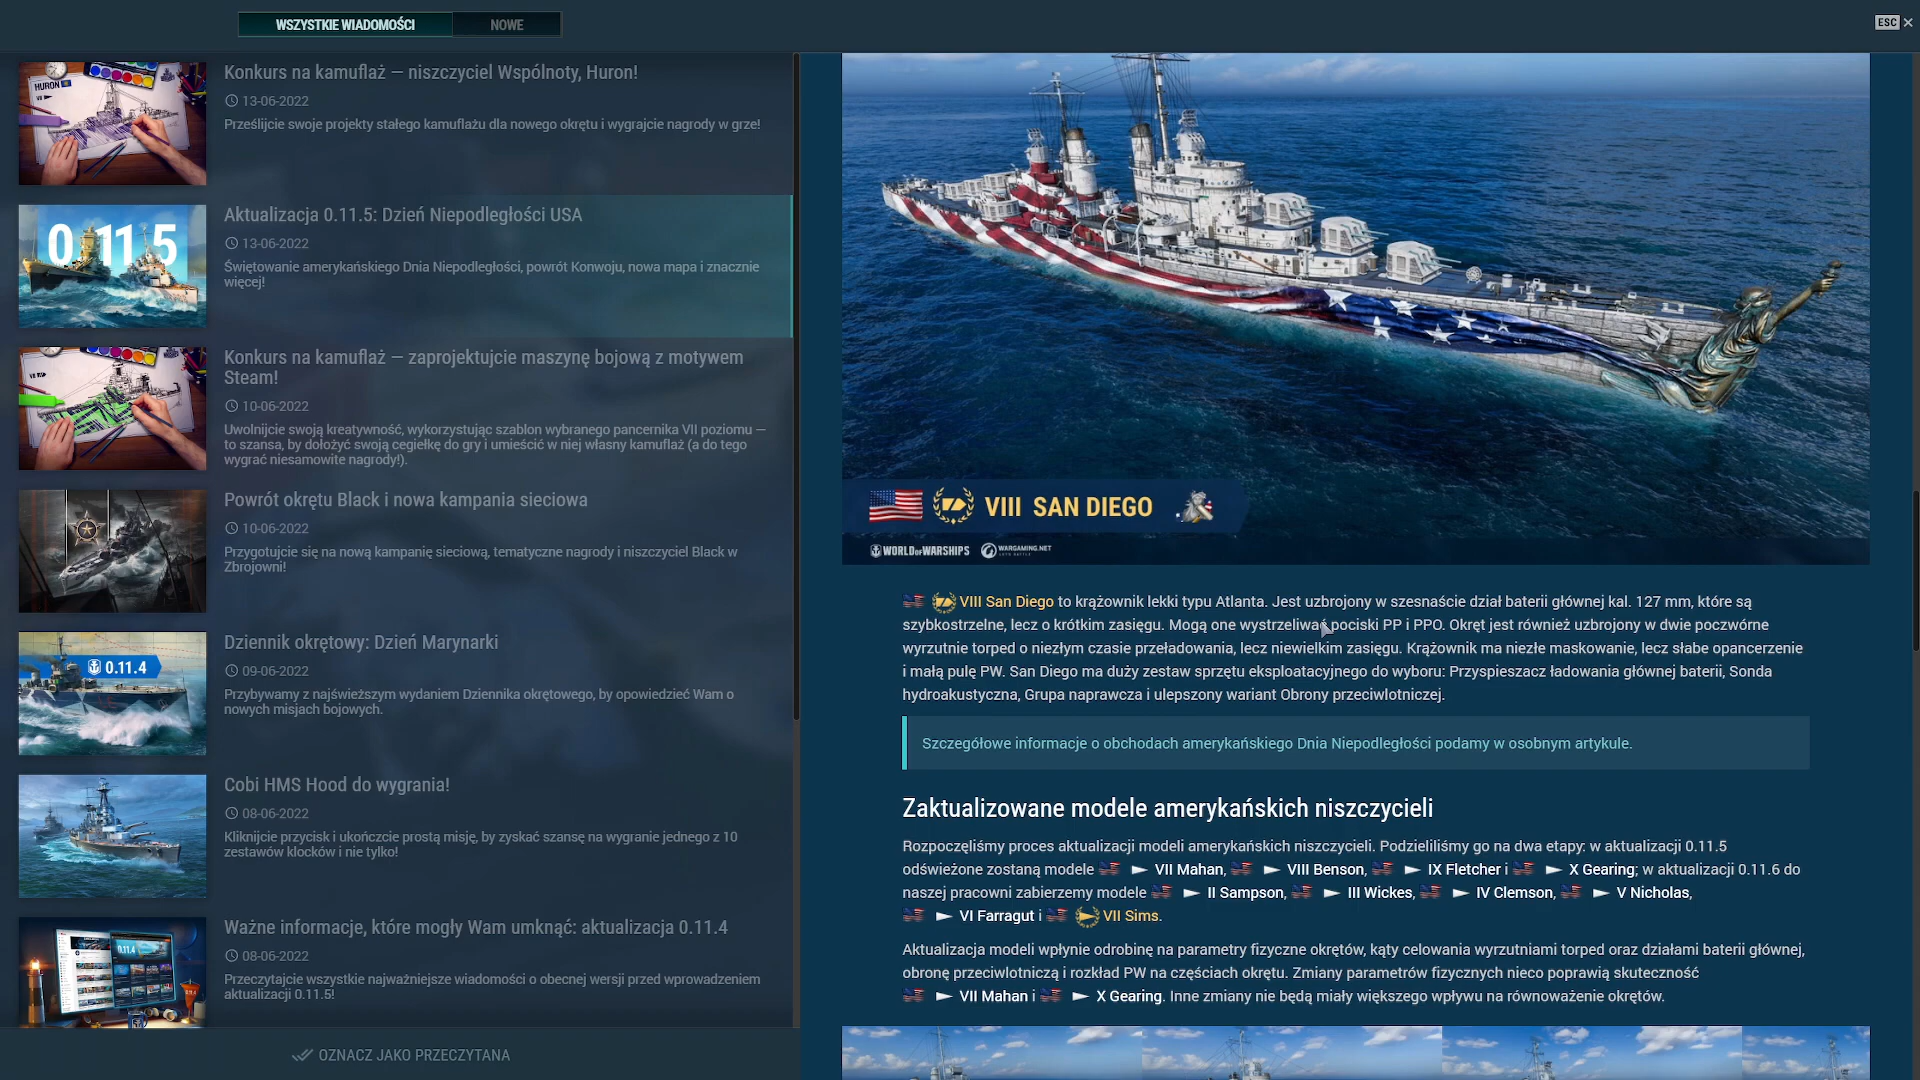 WSZYSTKIE WIADOMOŚCI
NOWE
ESC
Konkurs na kamuflaż — niszczyciel Wspólnoty, Huron!
13-06-2022
Prześlijcie swoje projekty stałego kamuflażu dla nowego okrętu i wygrajcie nagrody w grze!
HURON
0.11.5
Aktualizacja 0.11.5: Dzień Niepodległości USA
13-06-2022
Świętowanie amerykańskiego Dnia Niepodległości, powrót Konwoju, nowa mapa i znacznie
więcej!
Konkurs na kamuflaż — zaprojektujcie maszynę bojową z motywem
Steam!
10-06-2022
Uwolnijcie swoją kreatywność, wykorzystując szablon wybranego pancernika VII poziomu —
to szansa, by dołożyć swoją cegiełkę do gry i umieścić w niej własny kamuflaż (a do tego
wygrać niesamowite nagrody!).
Powrót okrętu Black i nowa kampania sieciowa
10-06-2022
Przygotujcie się na nową kampanię sieciową, tematyczne nagrody i niszczyciel Black w
Zbrojowni!
0.11.4
Dziennik okrętowy: Dzień Marynarki
09-06-2022
Przybywamy z najświeższym wydaniem Dziennika okrętowego, by opowiedzieć Wam o
nowych misjach bojowych.
Cobi HMS Hood do wygrania!
08-06-2022
Kliknijcie przycisk i ukończcie prostą misję, by zyskać szansę na wygranie jednego z 10
zestawów klocków i nie tylko!
Ważne informacje, które mogły Wam umknąć: aktualizacja 0.11.4
08-06-2022
Przeczytajcie wszystkie najważniejsze wiadomości o obecnej wersji przed wprowadzeniem
aktualizacji 0.11.5!
OZNACZ JAKO PRZECZYTANA
VIII SAN DIEGO
WORLD OF WARSHIPS
WARGAMING.NET
LET'S BATTLE
VIII San Diego to krążownik lekki typu Atlanta. Jest uzbrojony w szesnaście dział baterii głównej kal. 127 mm, które są
szybkostrzelne, lecz o krótkim zasięgu. Mogą one wystrzeliwać pociski PP i PPO. Okręt jest również uzbrojony w dwie poczwórne
wyrzutnie torped o niezłym czasie przeładowania, lecz niewielkim zasięgu. Krążownik ma niezłe maskowanie, lecz słabe opancerzenie
i małą pulę PW. San Diego ma duży zestaw sprzętu eksploatacyjnego do wyboru: Przyspieszacz ładowania głównej baterii, Sonda
hydroakustyczna, Grupa naprawcza i ulepszony wariant Obrony przeciwlotniczej.
Szczegółowe informacje o obchodach amerykańskiego Dnia Niepodległości podamy w osobnym artykule.
Zaktualizowane modele amerykańskich niszczycieli
Rozpoczęliśmy proces aktualizacji modeli amerykańskich niszczycieli. Podzieliliśmy go na dwa etapy: w aktualizacji 0.11.5
odświeżone zostaną modele VII Mahan, VIII Benson, IX Fletcher i X Gearing; w aktualizacji 0.11.6 do
naszej pracowni zabierzemy modele II Sampson, III Wickes, IV Clemson, V Nicholas,
VI Farragut i VII Sims.
Aktualizacja modeli wpłynie odrobinę na parametry fizyczne okrętów, kąty celowania wyrzutniami torped oraz działami baterii głównej,
obronę przeciwlotniczą i rozkład PW na częściach okrętu. Zmiany parametrów fizycznych nieco poprawią skuteczność
VII Mahan i X Gearing. Inne zmiany nie będą miały większego wpływu na równoważenie okrętów.